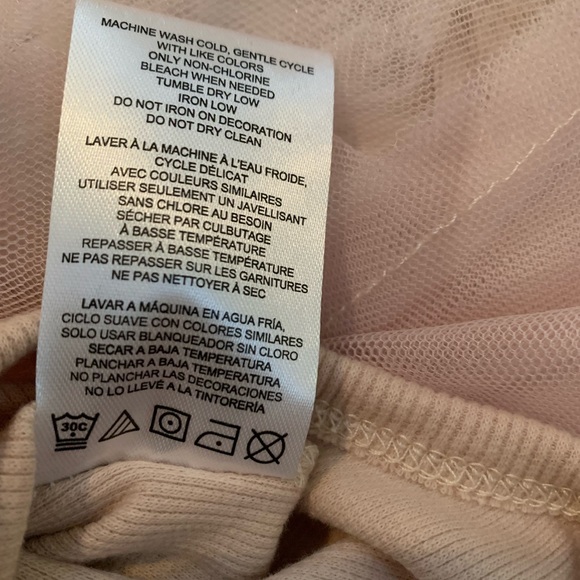 MACHINE WASH COLD, GENTLE CYCLE
WITH LIKE COLORS
ONLY NON-CHLORINE
BLEACH WHEN NEEDED
TUMBLE DRY LOW
IRON LOW
DO NOT IRON ON DECORATION
DO NOT DRY CLEAN
LAVER À LA MACHINE À L'EAU FROIDE,
CYCLE DÉLICAT
AVEC COULEURS SIMILAIRES
UTILISER SEULEMENT UN JAVELLISANT
SANS CHLORE AU BESOIN
SÉCHER PAR CULBUTAGE
À BASSE TEMPÉRATURE
REPASSER À BASSE TEMPÉRATURE
NE PAS REPASSER SUR LES GARNITURES
NE PAS NETTOYER À SEC
LAVAR A MÁQUINA EN AGUA FRÍA,
CICLO SUAVE CON COLORES SIMILARES
SOLO USAR BLANQUEADOR SIN CLORO
SECAR A BAJA TEMPERATURA
PLANCHAR A BAJA TEMPERATURA
NO PLANCHAR LAS DECORACIONES
NO LO LLEVÉ A LA TINTORERÍA
30C